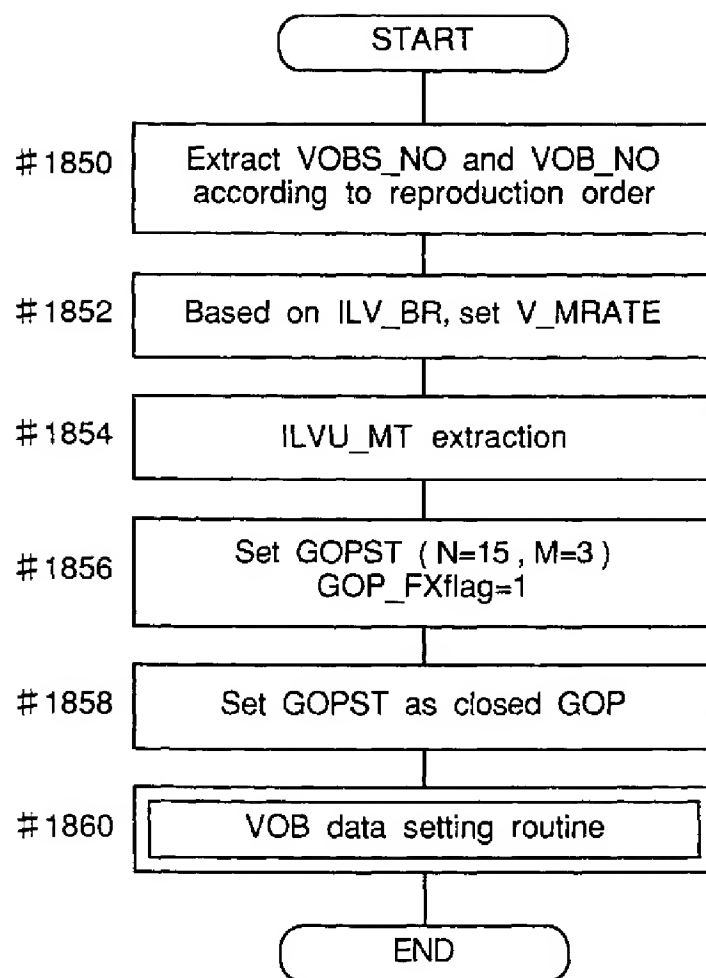 START
#1850
Extract VOBS_NO and VOB_NO
according to reproduction order
#1852
Based on ILV_BR, set V_MRATE
#1854
ILVU_MT extraction
#1856
Set GOPST (N=15, M=3)
GOP_FXflag=1
#1858
Set GOPST as closed GOP
#1860
VOB data setting routine
END